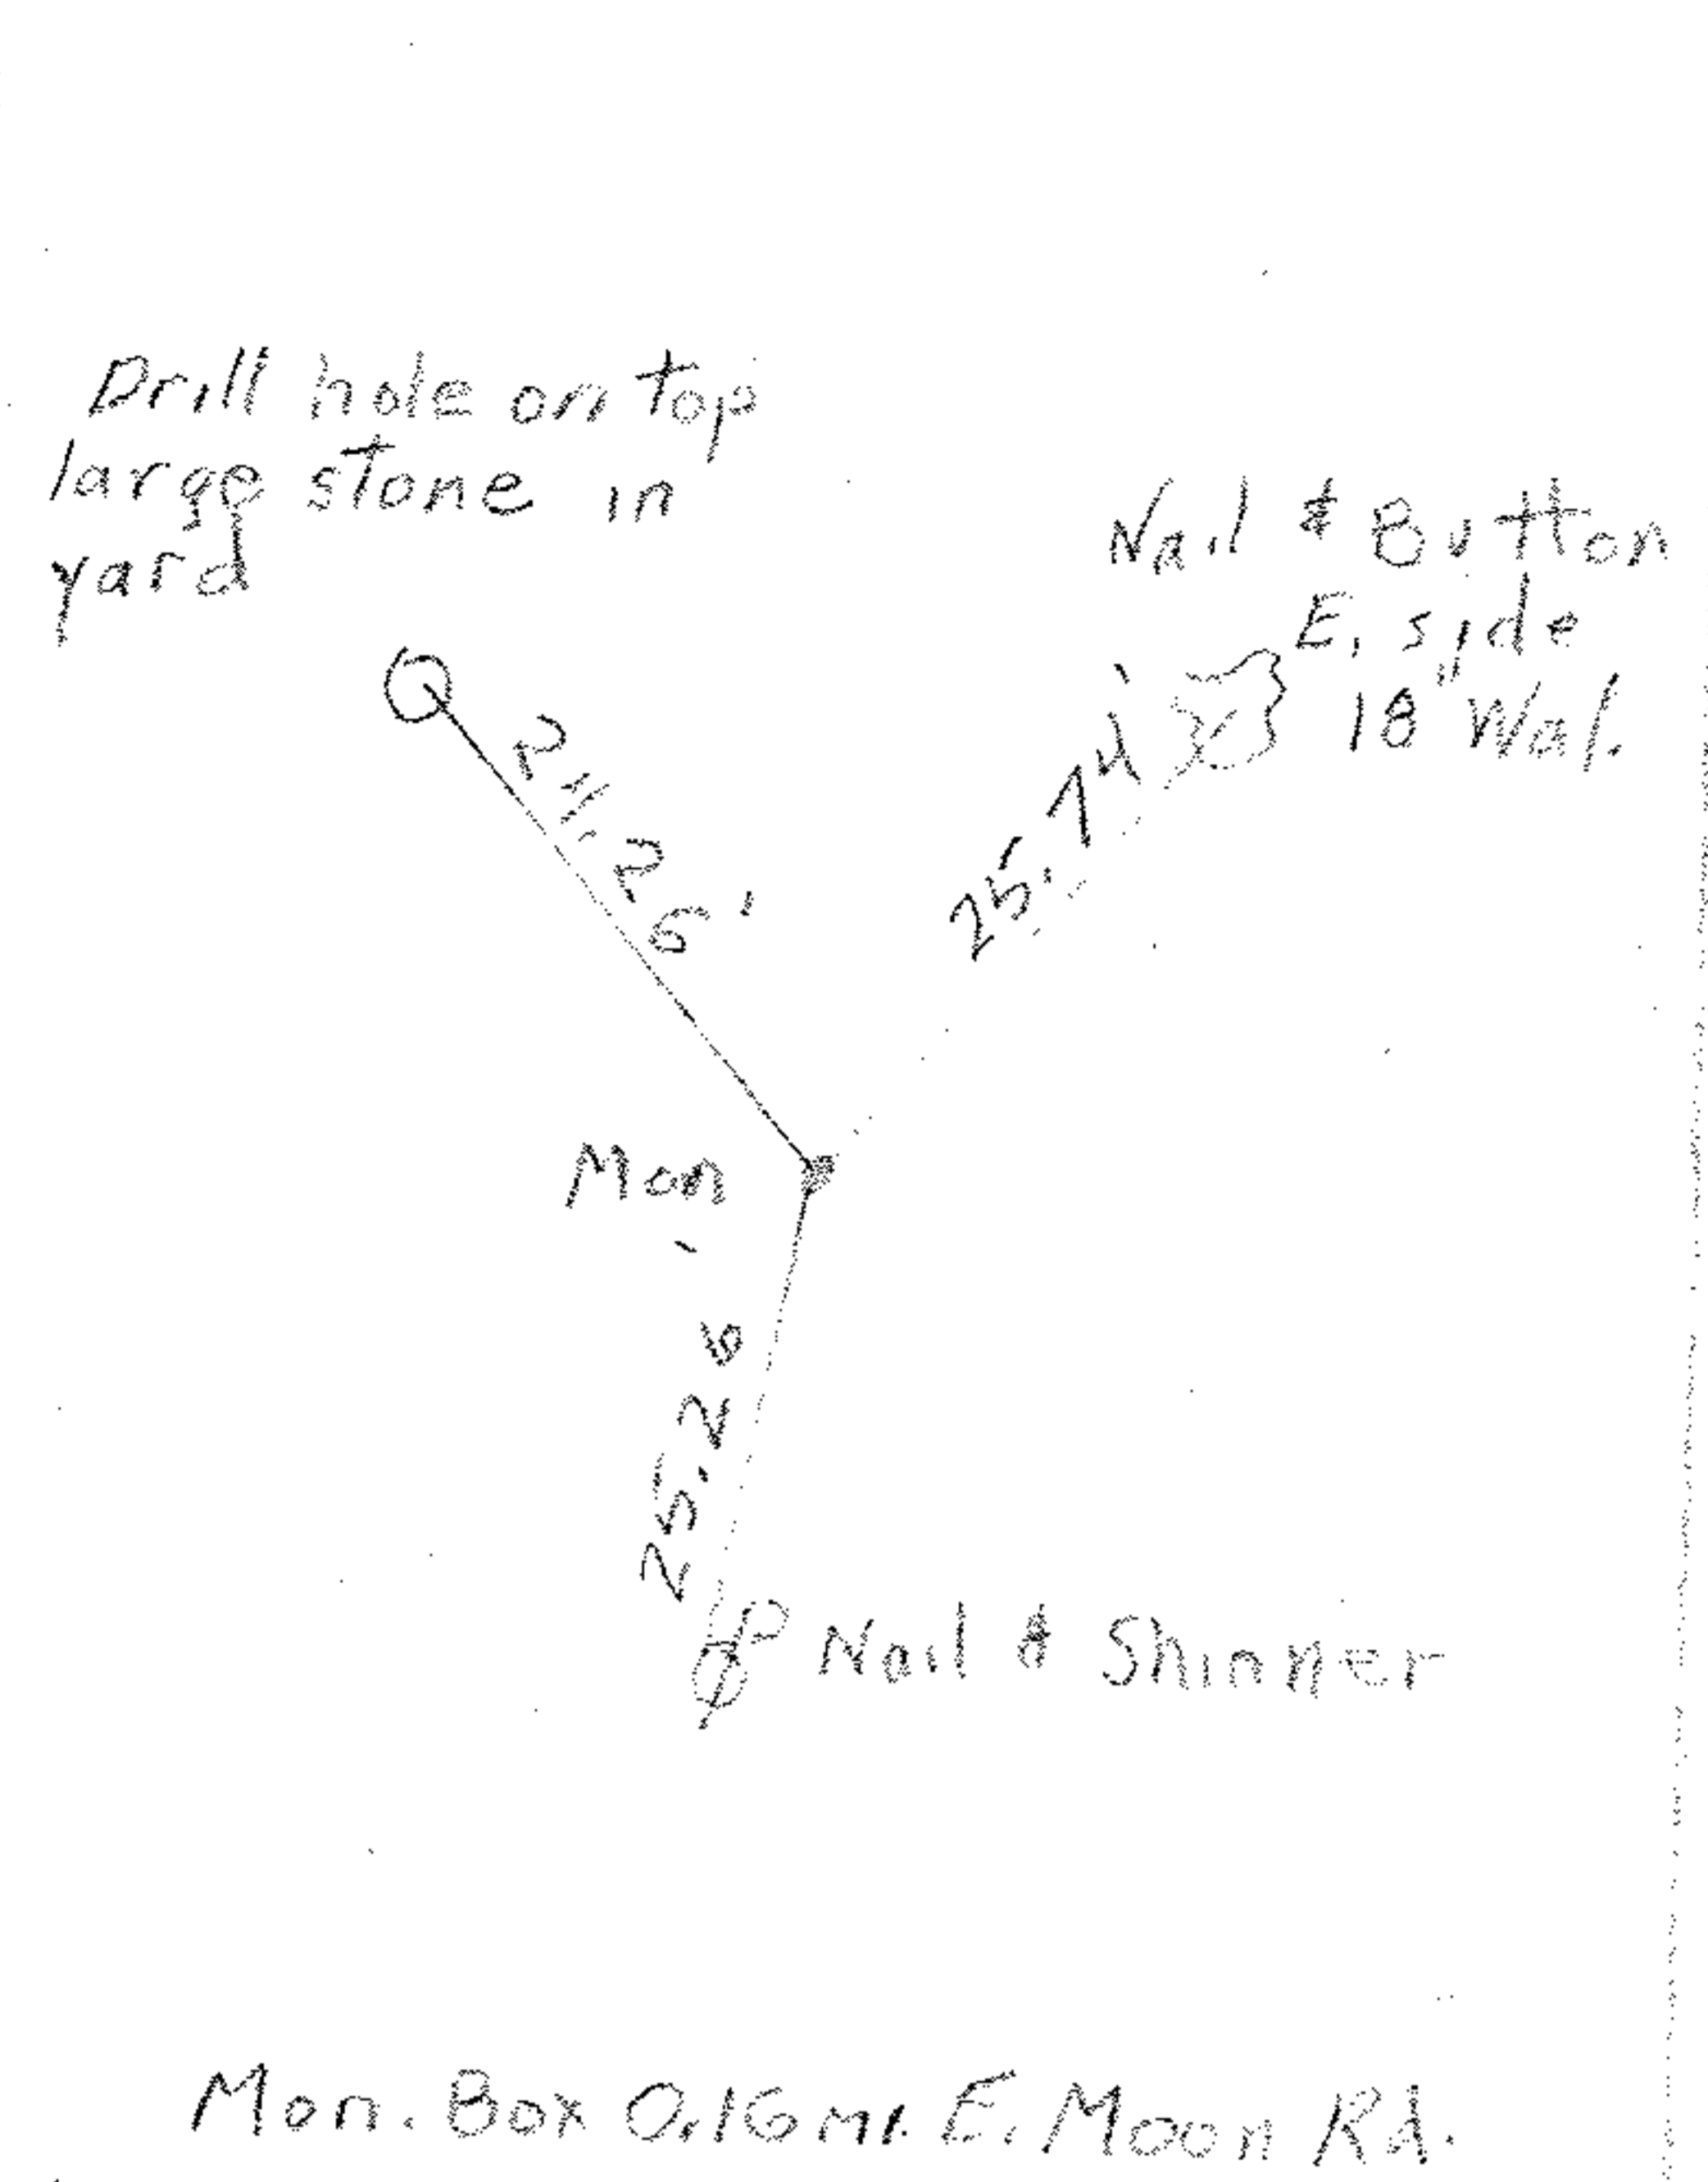 Drill hole on top
large stone in
yard
Nail & Button
E. side
18" Wal.
24.26'
25.74'
Mon
25.26'
PP Nail & Shinner
Mon. Box 0.16 mi. E. Moon Rd.